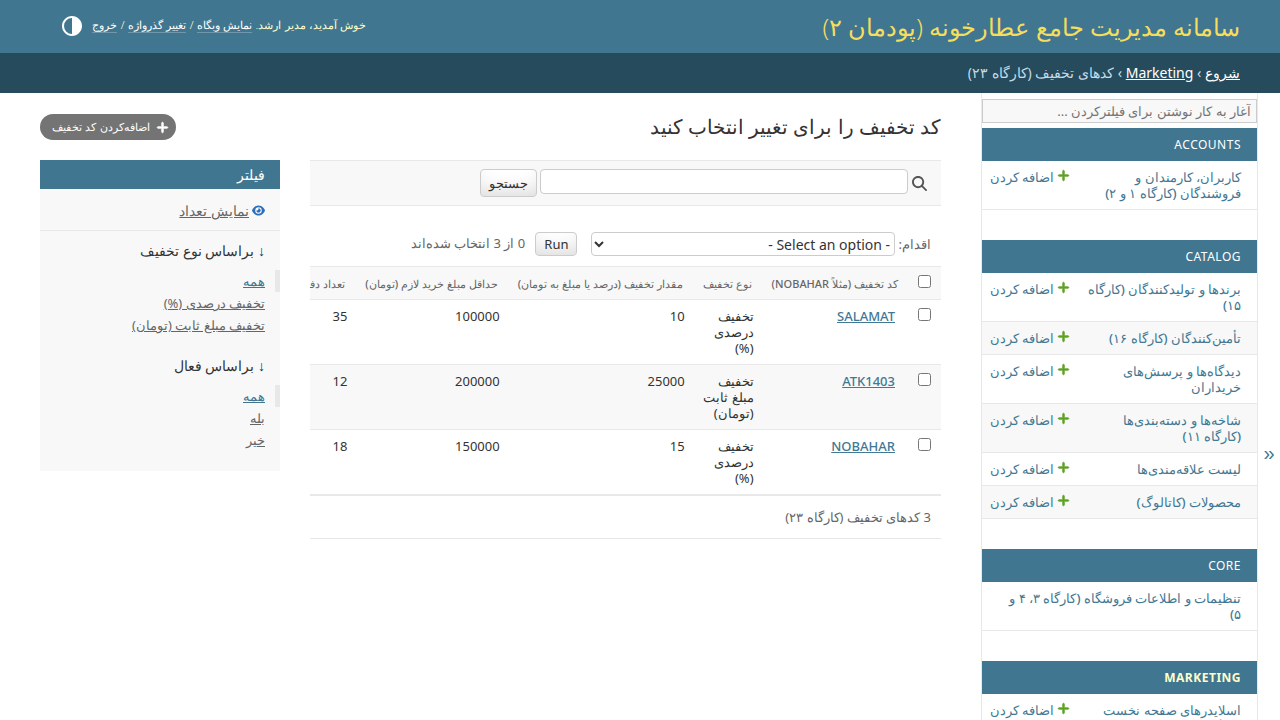 سامانه مدیریت جامع عطارخونه (پودمان ۲)
خوش آمدید، مدیر ارشد. نمایش وبگاه / تغییر گذرواژه / خروج
شروع › Marketing › کدهای تخفیف (کارگاه ۲۳)
آغار به کار نوشتن برای فیلترکردن ...
ACCOUNTS
کاربران، کارمندان و
فروشندگان (کارگاه ۱ و ۲)
اضافه کردن
CATALOG
برندها و تولیدکنندگان (کارگاه
۱۵)
اضافه کردن
تأمین‌کنندگان (کارگاه ۱۶)
اضافه کردن
دیدگاه‌ها و پرسش‌های
خریداران
اضافه کردن
شاخه‌ها و دسته‌بندی‌ها
(کارگاه ۱۱)
اضافه کردن
لیست علاقه‌مندی‌ها
اضافه کردن
محصولات (کاتالوگ)
اضافه کردن
CORE
تنظیمات و اطلاعات فروشگاه (کارگاه ۳، ۴ و
۵)
MARKETING
اسلایدرهای صفحه نخست
اضافه کردن
»
کد تخفیف را برای تغییر انتخاب کنید
اضافه‌کردن کد تخفیف
جستجو
اقدام: - Select an option - Run 0 از 3 انتخاب شده‌اند
کد تخفیف (مثلاً NOBAHAR) نوع تخفیف مقدار تخفیف (درصد یا مبلغ به تومان) حداقل مبلغ خرید لازم (تومان) تعداد
SALAMAT تخفیف درصدی (%) 10 100000 35
ATK1403 تخفیف مبلغ ثابت (تومان) 25000 200000 12
NOBAHAR تخفیف درصدی (%) 15 150000 18
3 کدهای تخفیف (کارگاه ۲۳)
فیلتر
نمایش تعداد
↓ براساس نوع تخفیف
همه
تخفیف درصدی (%)
تخفیف مبلغ ثابت (تومان)
↓ براساس فعال
همه
بله
خیر